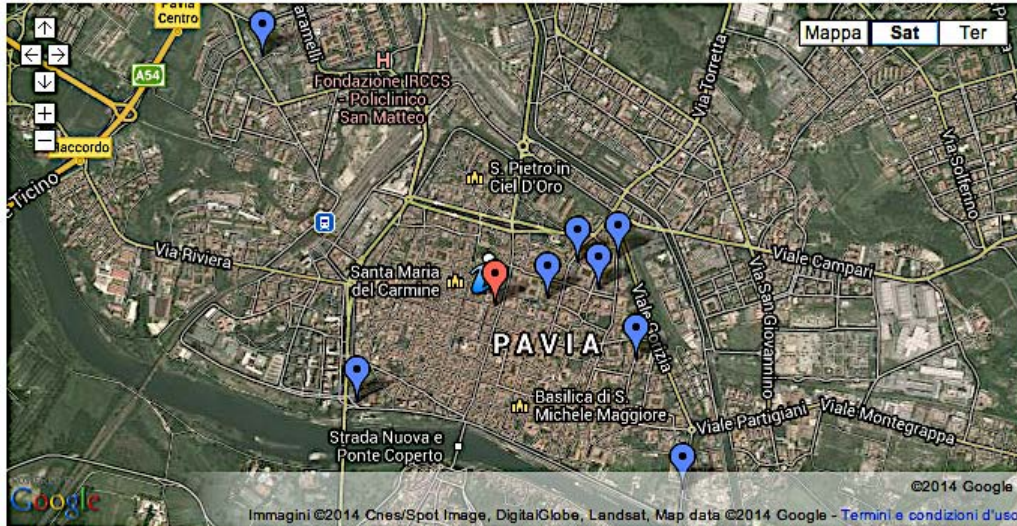 Pavia
Centro
aramelli
Mappa
Sat
Ter
A54
H
Fondazione IRCCS
- Policlinico
San Matteo
Via Torretta
Raccordo
e Ticino
S. Pietro in
Ciel D'Oro
Via Solferino
Via Riviera
Santa Maria
del Carmine
Viale Campari
Viale Gorizia
Via San Giovannino
PAVIA
Basilica di S.
Michele Maggiore
Viale Partigiani
Viale Montegrappa
Strada Nuova e
Ponte Coperto
Google
©2014 Google
Immagini ©2014 Cnes/Spot Image, DigitalGlobe, Landsat, Map data ©2014 Google - Termini e condizioni d'uso